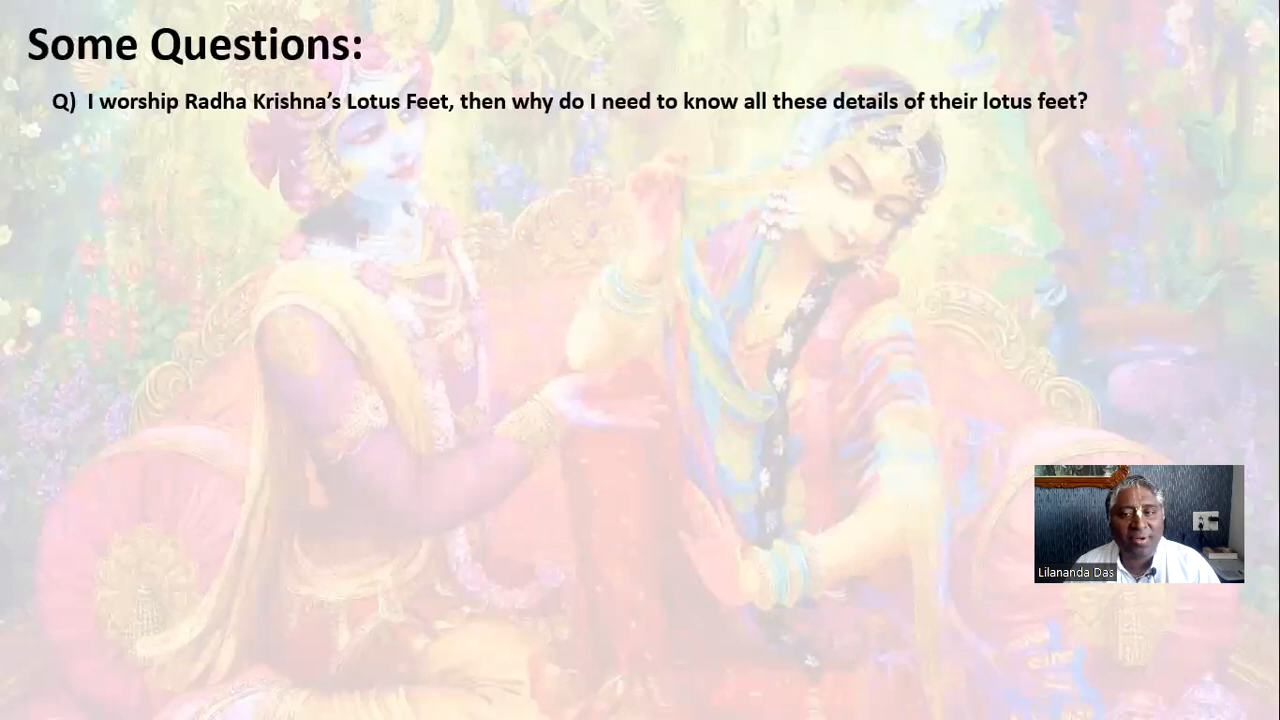 Some Questions:
Q)  I worship Radha Krishna’s Lotus Feet, then why do I need to know all these details of their lotus feet?
Lilananda Das